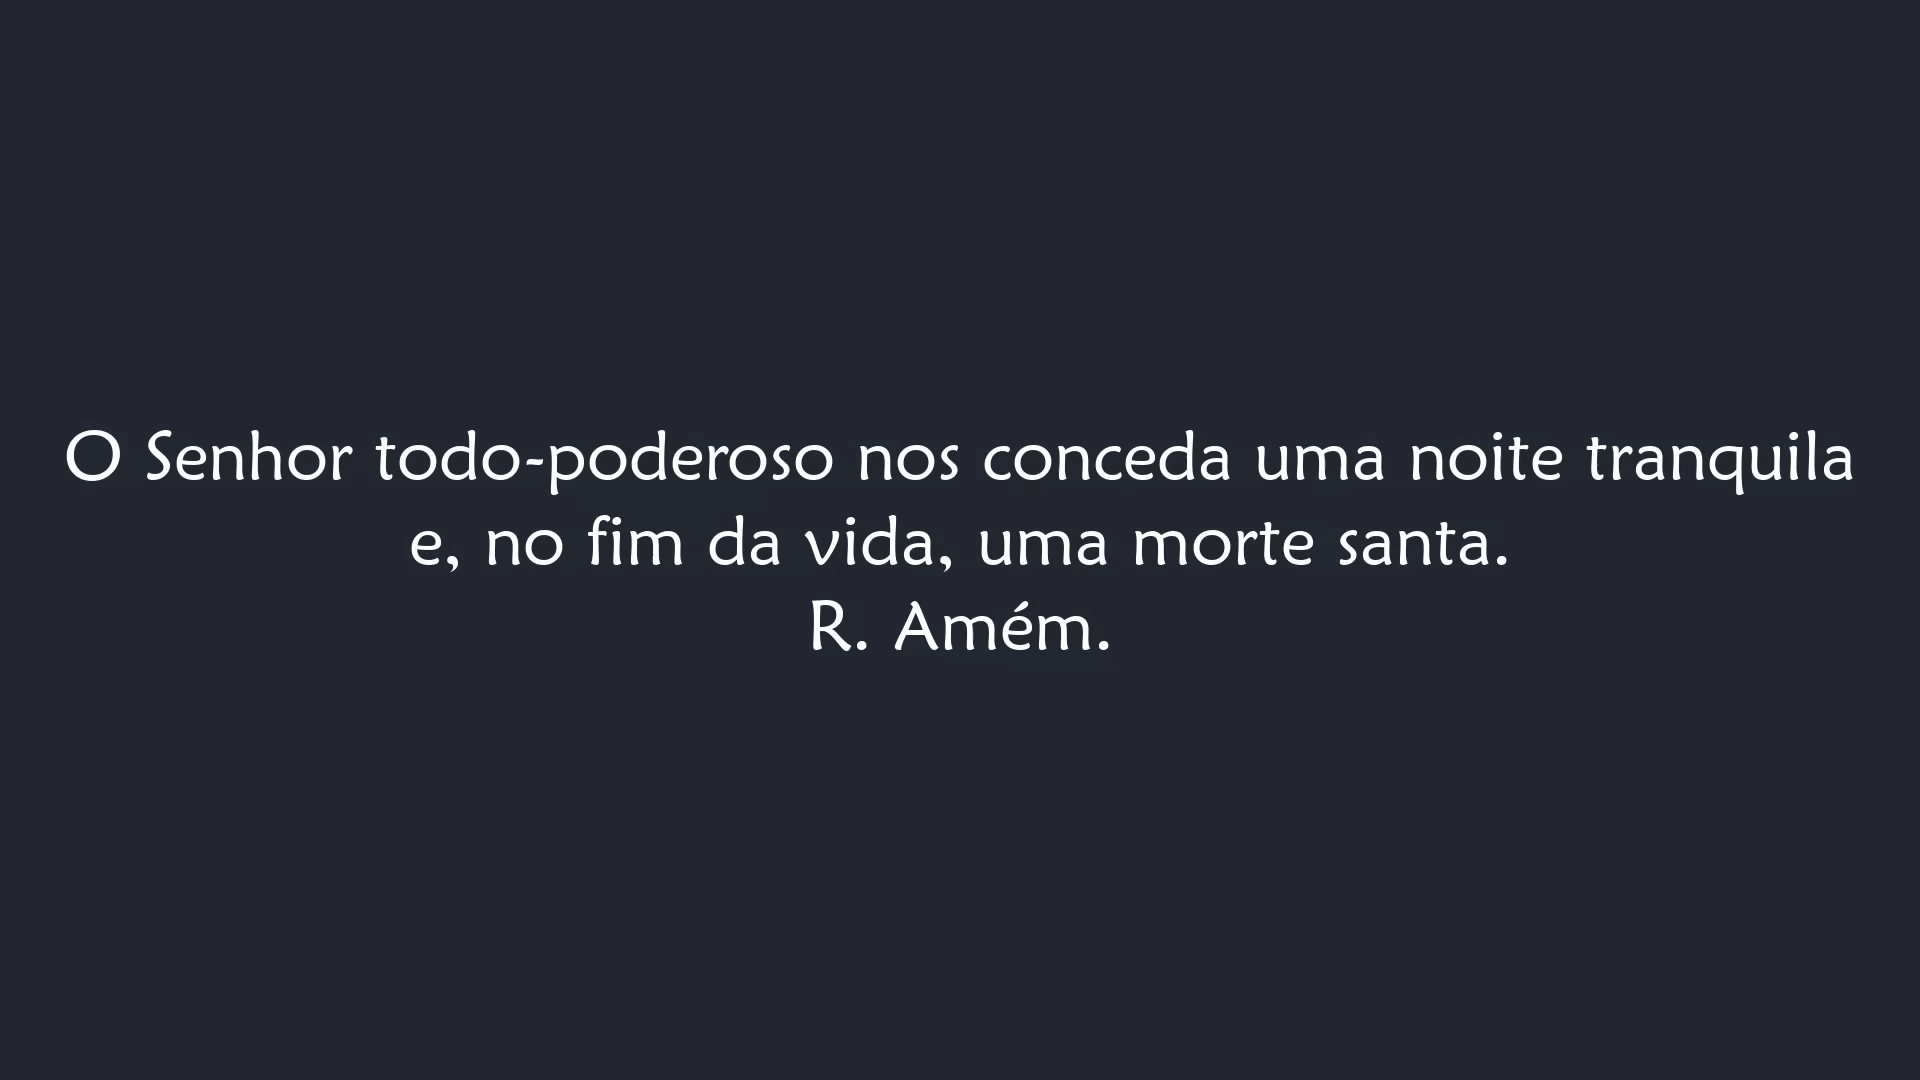 O Senhor todo-poderoso nos conceda uma noite tranquila
e, no fim da vida, uma morte santa.
R. Amém.